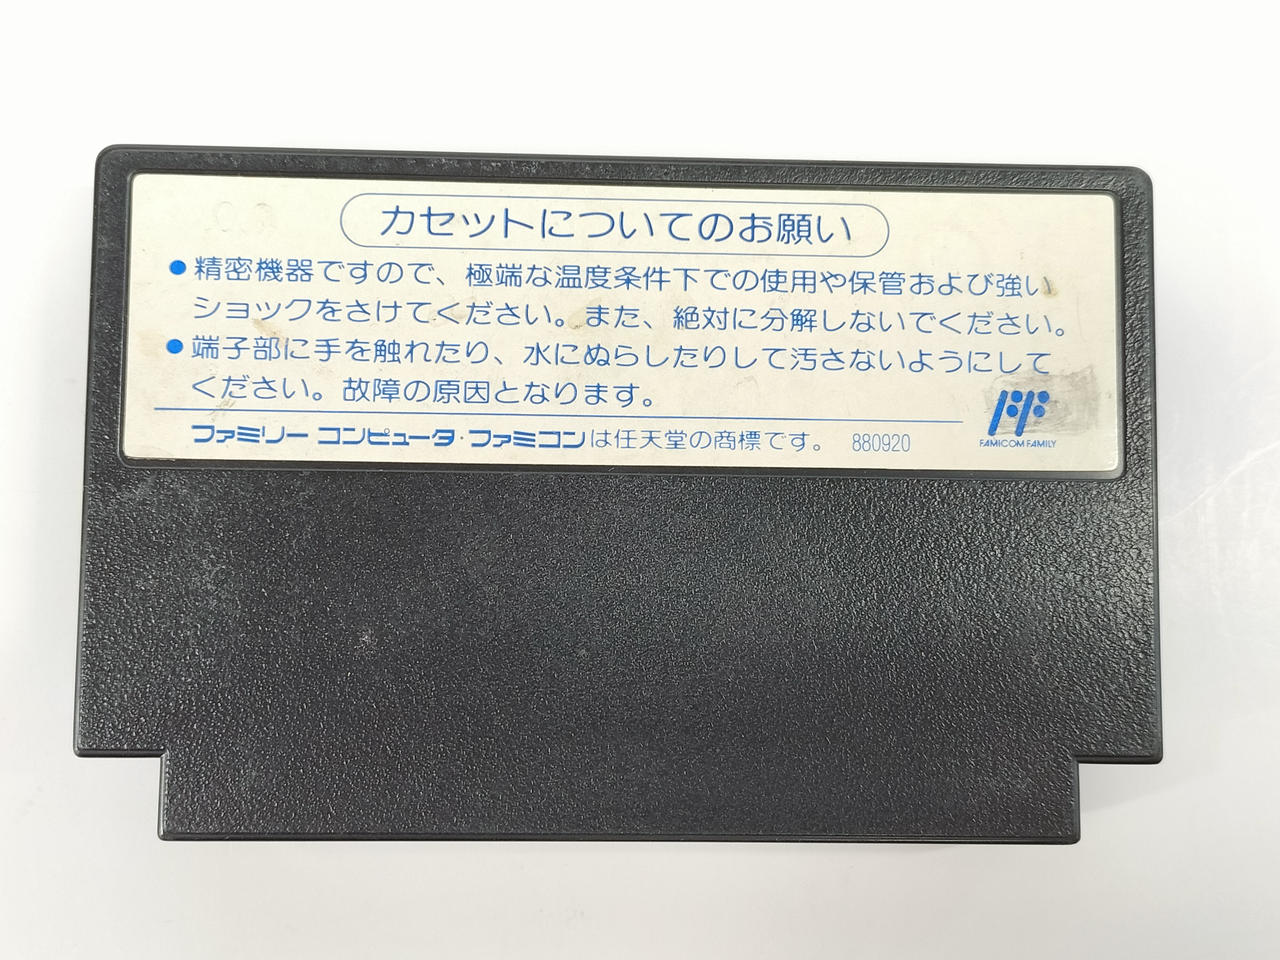 カセットについてのお願い
●精密機器ですので、極端な温度条件下での使用や保管および強い
ショックをさけてください。また、絶対に分解しないでください。
●端子部に手を触れたり、水にぬらしたりして汚さないようにして
ください。故障の原因となります。
ファミリー コンピュータ・ファミコンは任天堂の商標です。 880920
FAMICOM FAMILY